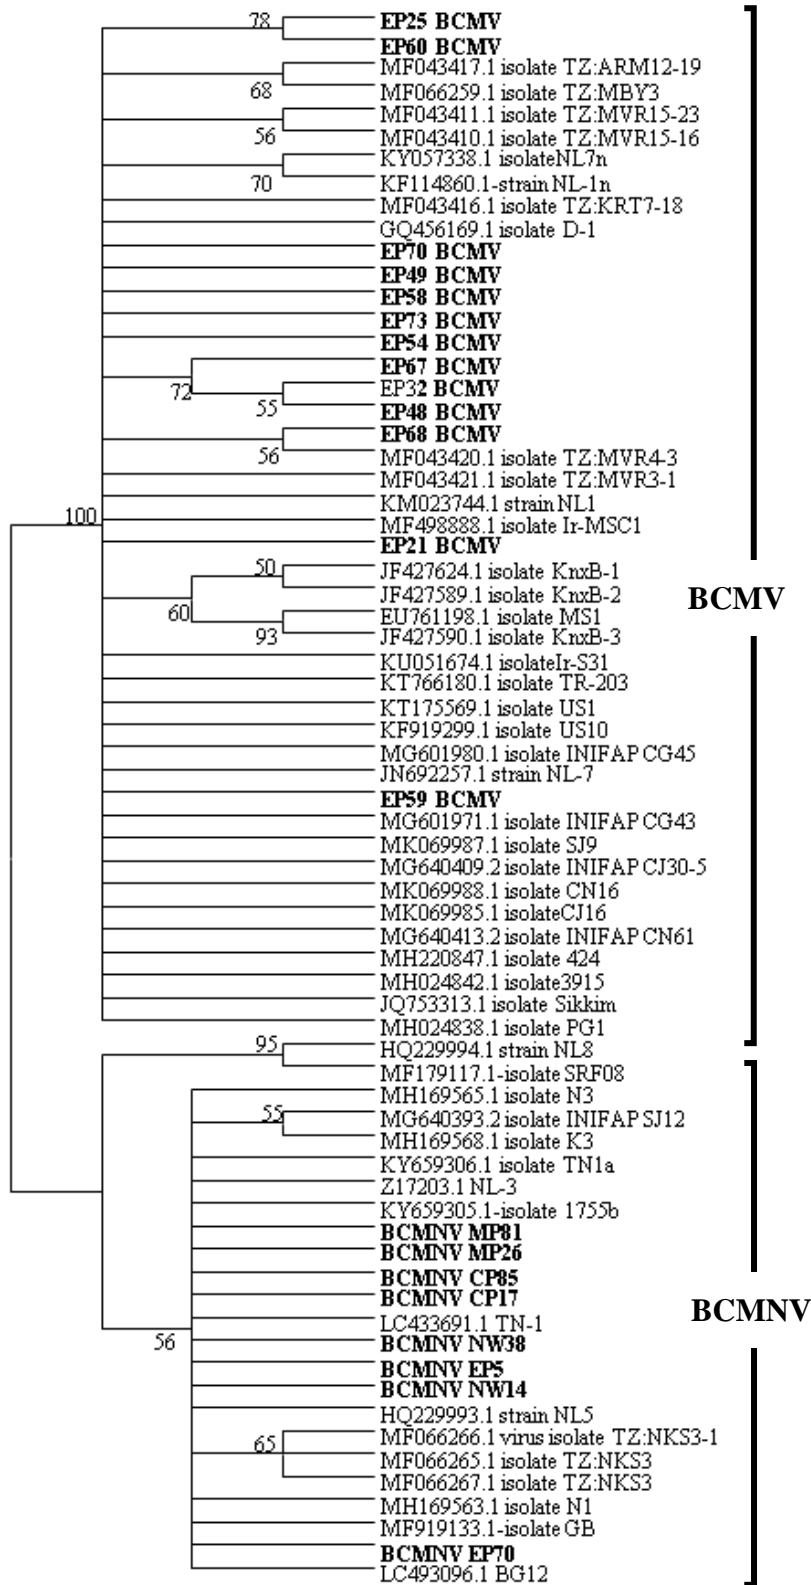 78
EP25 BCMV
EP60 BCMV
MF043417.1 isolate TZ:ARM12-19
68
MF066259.1 isolate TZ:MBY3
MF043411.1 isolate TZ:MVR15-23
56
MF043410.1 isolate TZ:MVR15-16
KY057338.1 isolateNL7n
70
KF114860.1-strain NL-1n
MF043416.1 isolate TZ:KRT7-18
GQ456169.1 isolate D-1
EP70 BCMV
EP49 BCMV
EP58 BCMV
EP73 BCMV
EP54 BCMV
EP67 BCMV
72
EP32 BCMV
55
EP48 BCMV
EP68 BCMV
56
MF043420.1 isolate TZ:MVR4-3
MF043421.1 isolate TZ:MVR3-1
KM023744.1 strain NL1
100
MF498888.1 isolate Ir-MSC1
EP21 BCMV
50
JF427624.1 isolate KnxB-1
JF427589.1 isolate KnxB-2
BCMV
60
EU761198.1 isolate MS1
93
JF427590.1 isolate KnxB-3
KU051674.1 isolateIr-S31
KT766180.1 isolate TR-203
KT175569.1 isolate US1
KF919299.1 isolate US10
MG601980.1 isolate INIFAP CG45
JN692257.1 strain NL-7
EP59 BCMV
MG601971.1 isolate INIFAP CG43
MK069987.1 isolate SJ9
MG640409.2 isolate INIFAP CJ30-5
MK069988.1 isolate CN16
MK069985.1 isolateCJ16
MG640413.2 isolate INIFAP CN61
MH220847.1 isolate 424
MH024842.1 isolate3915
JQ753313.1 isolate Sikkim
MH024838.1 isolate PG1
95
HQ229994.1 strain NL8
MF179117.1-isolate SRF08
MH169565.1 isolate N3
55
MG640393.2 isolate INIFAP SJ12
MH169568.1 isolate K3
KY659306.1 isolate TN1a
Z17203.1 NL-3
KY659305.1-isolate 1755b
BCMNV MP81
BCMNV MP26
BCMNV CP85
BCMNV CP17
BCMNV
LC433691.1 TN-1
56
BCMNV NW38
BCMNV EP5
BCMNV NW14
HQ229993.1 strain NL5
65
MF066266.1 virus isolate TZ:NKS3-1
MF066265.1 isolate TZ:NKS3
MF066267.1 isolate TZ:NKS3
MH169563.1 isolate N1
MF919133.1-isolate GB
BCMNV EP70
LC493096.1 BG12